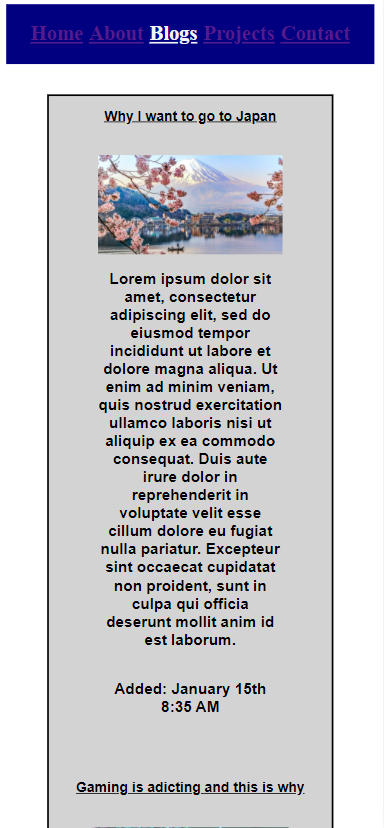 Home About Blogs Projects Contact
Why I want to go to Japan
Lorem ipsum dolor sit
amet, consectetur
adipiscing elit, sed do
eiusmod tempor
incididunt ut labore et
dolore magna aliqua. Ut
enim ad minim veniam,
quis nostrud exercitation
ullamco laboris nisi ut
aliquip ex ea commodo
consequat. Duis aute
irure dolor in
reprehenderit in
voluptate velit esse
cillum dolore eu fugiat
nulla pariatur. Excepteur
sint occaecat cupidatat
non proident, sunt in
culpa qui officia
deserunt mollit anim id
est laborum.
Added: January 15th
8:35 AM
Gaming is adicting and this is why